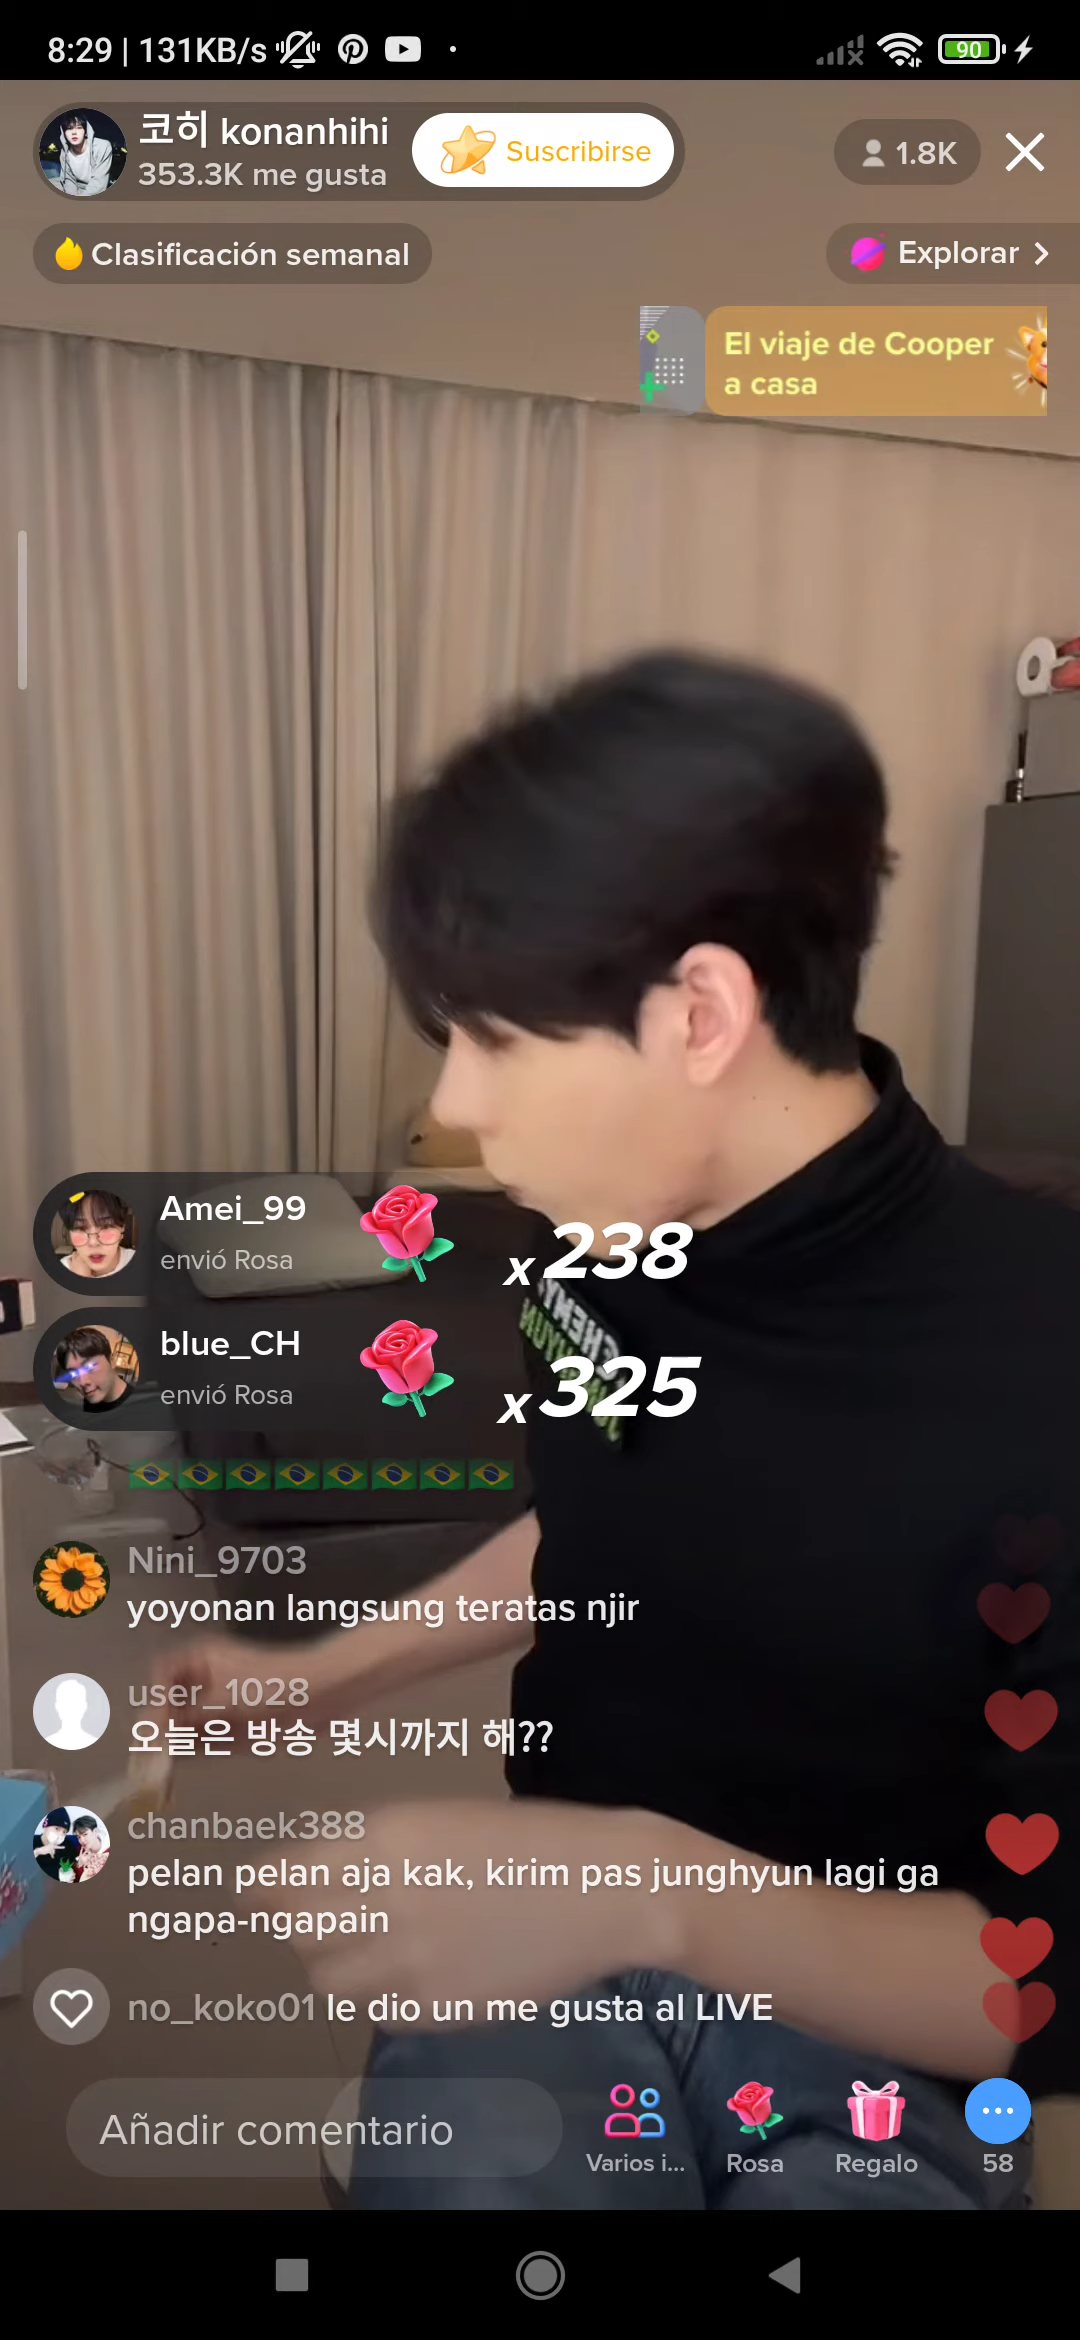 8:29 | 131KB/s
90
코히 konanhihi
353.3K me gusta
Suscribirse
1.8K
Clasificación semanal
Explorar
El viaje de Cooper
a casa
Amei_99
envió Rosa
x238
blue_CH
envió Rosa
x325
Nini_9703
yoyonan langsung teratas njir
user_1028
오늘은 방송 몇시까지 해??
chanbaek388
pelan pelan aja kak, kirim pas junghyun lagi ga
ngapa-ngapain
no_koko01 le dio un me gusta al LIVE
Añadir comentario
Varios i...
Rosa
Regalo
58